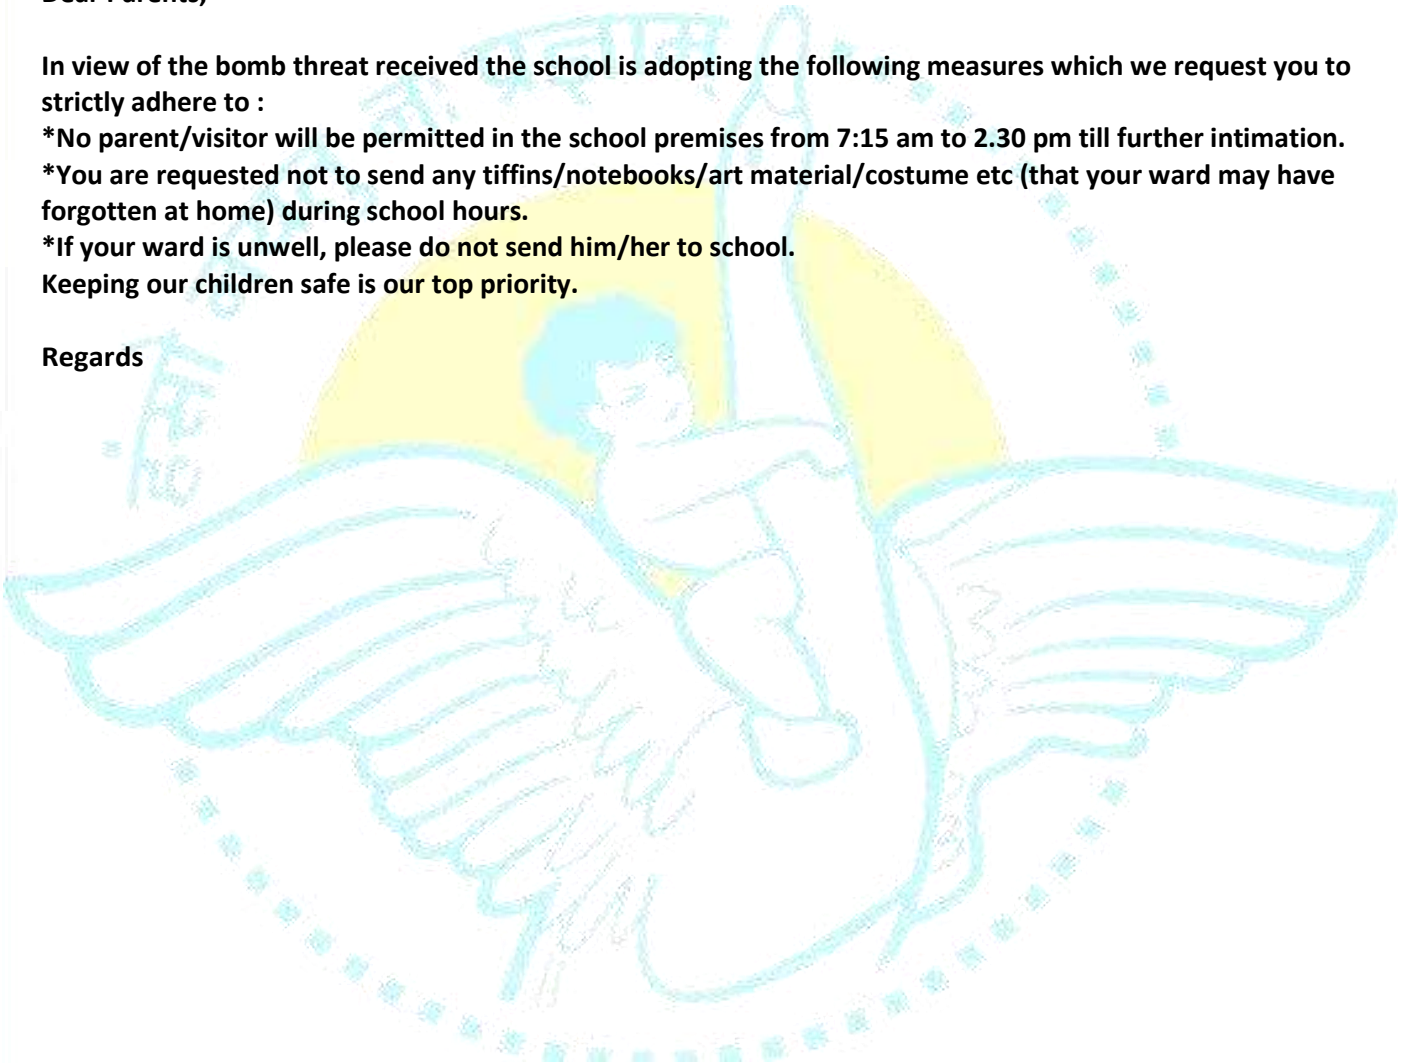 Dear Parents,
In view of the bomb threat received the school is adopting the following measures which we request you to
strictly adhere to :
*No parent/visitor will be permitted in the school premises from 7:15 am to 2.30 pm till further intimation.
*You are requested not to send any tiffins/notebooks/art material/costume etc (that your ward may have
forgotten at home) during school hours.
*If your ward is unwell, please do not send him/her to school.
Keeping our children safe is our top priority.
Regards